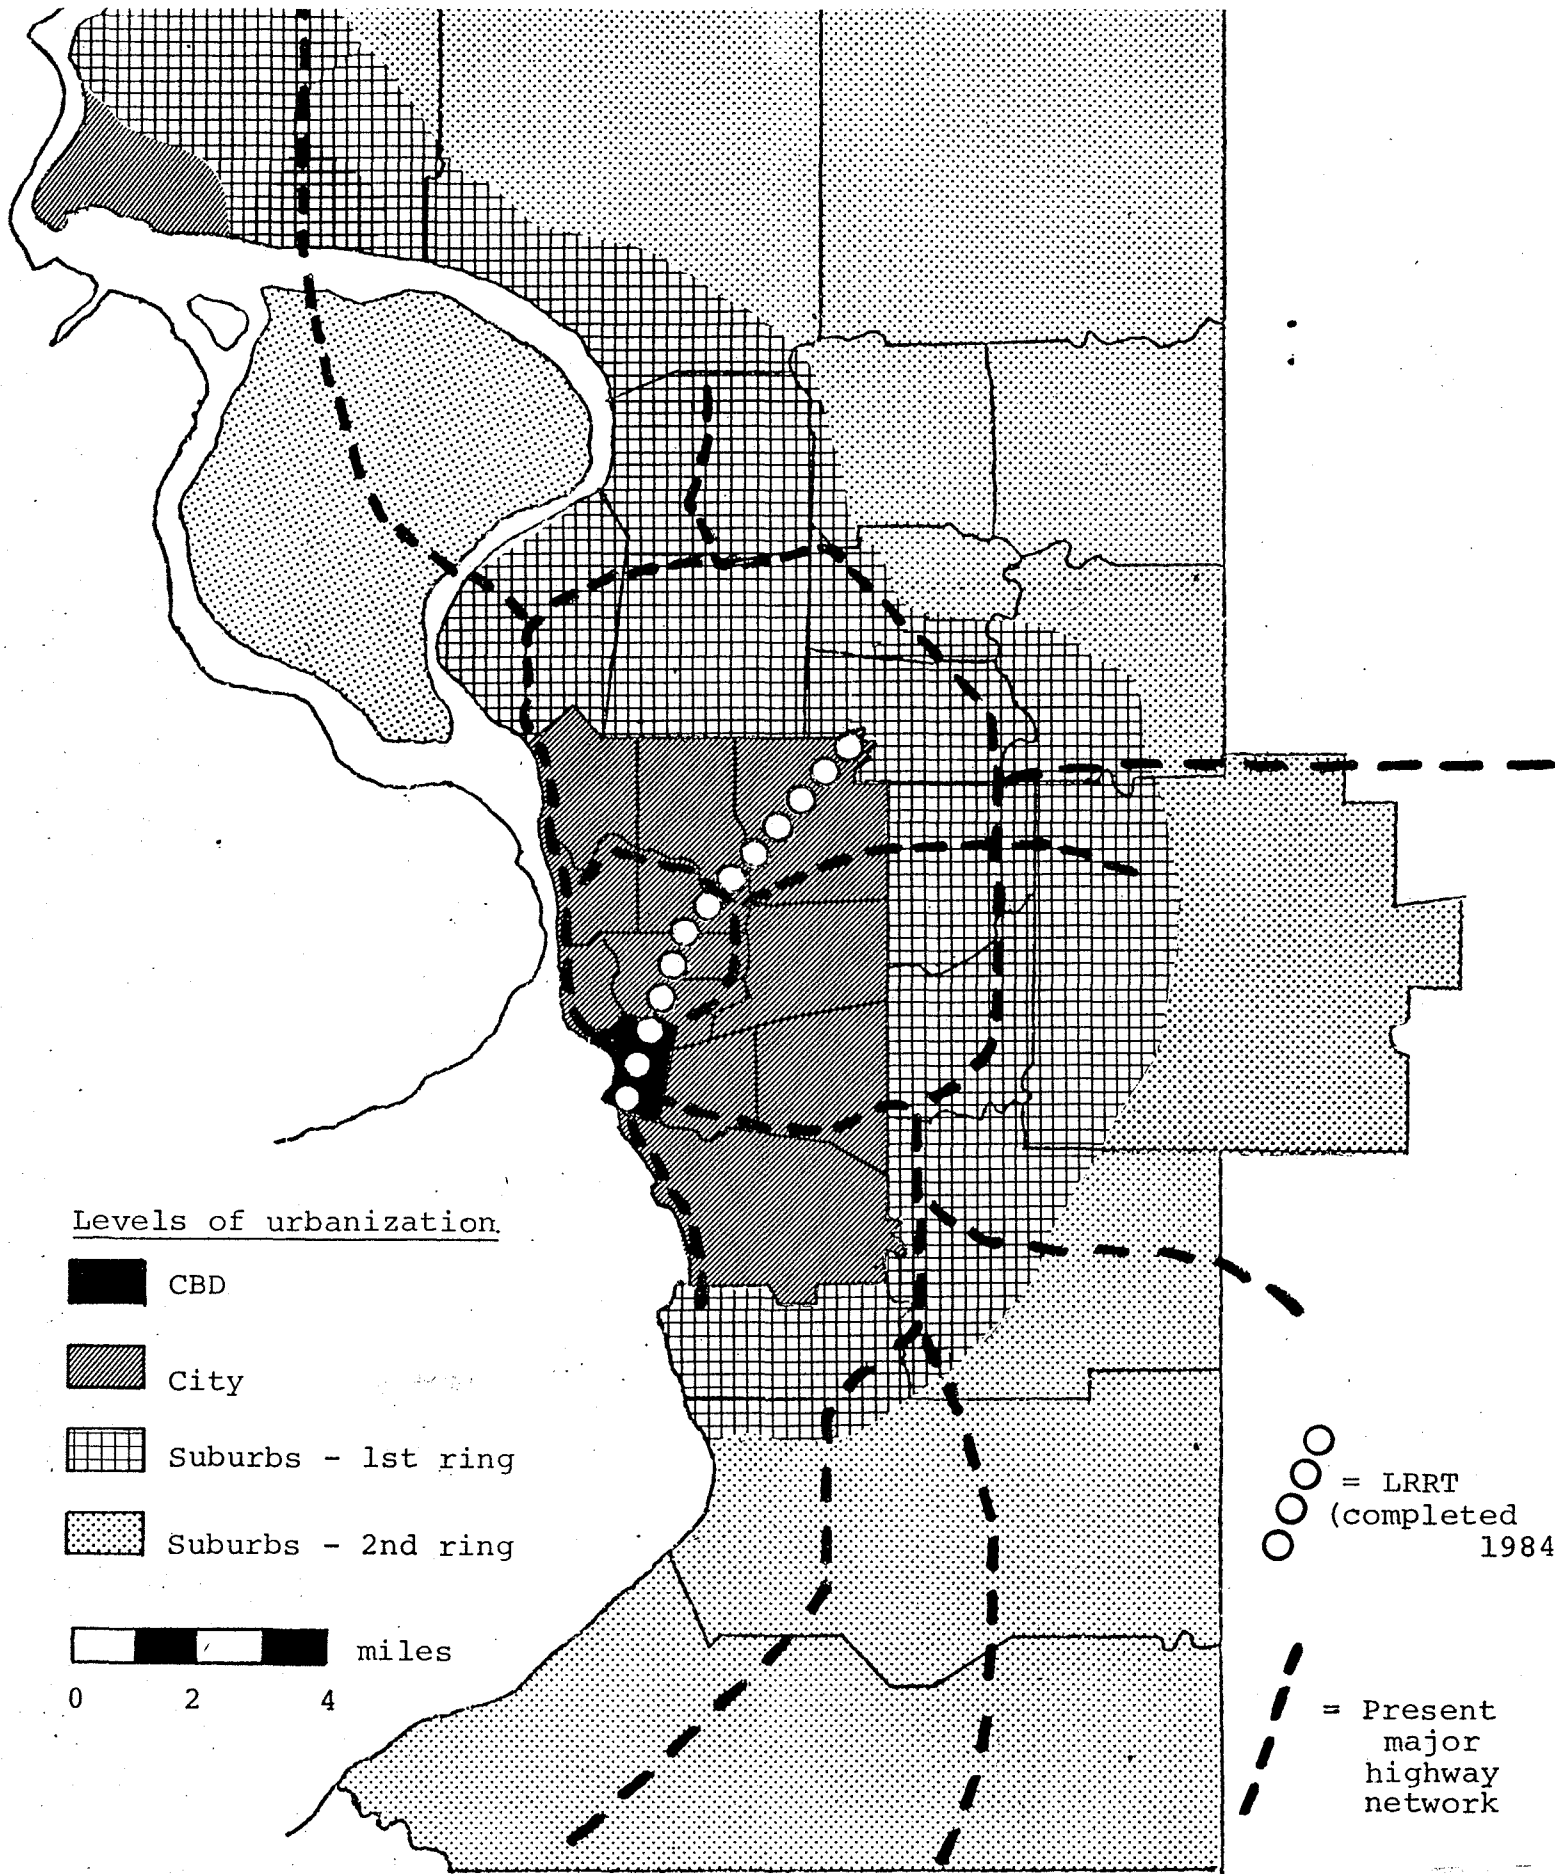 Levels of urbanization.
CBD
City
Suburbs - 1st ring
Suburbs - 2nd ring
miles
0 2 4
= LRRT
(completed
1984
= Present
major
highway
network